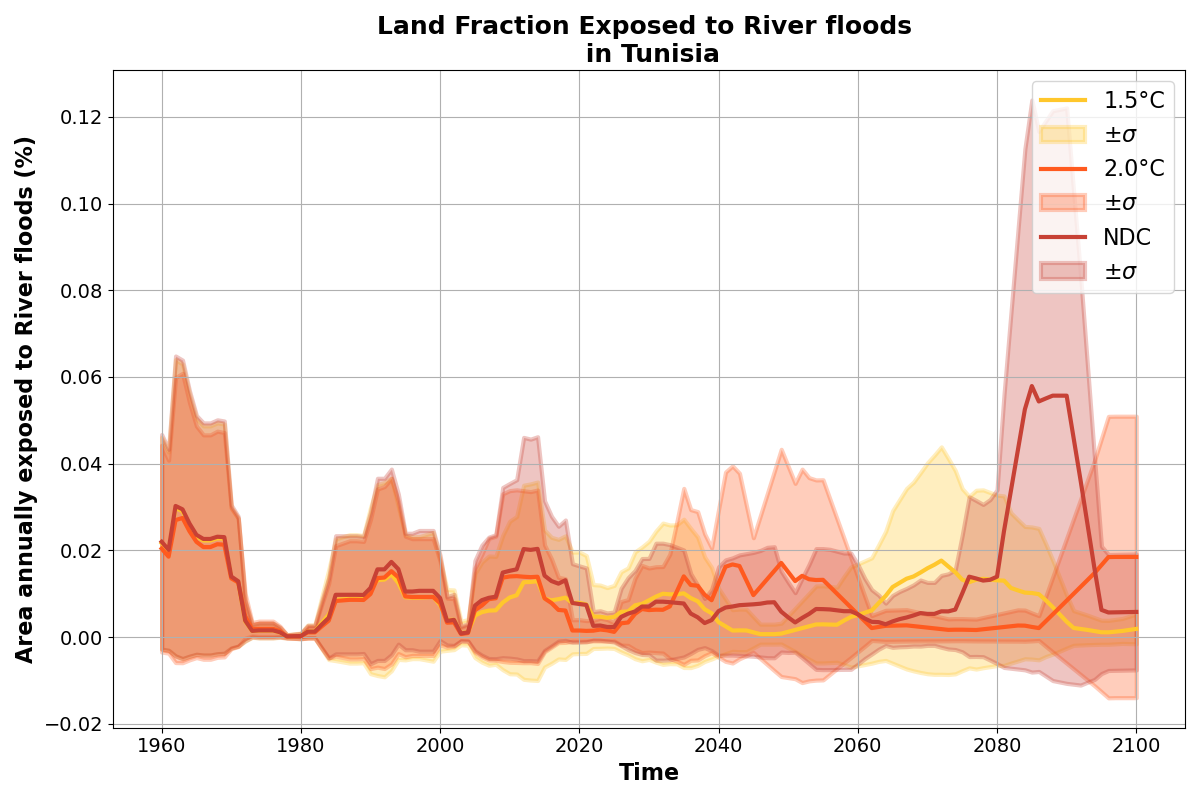 Land Fraction Exposed to River floods
in Tunisia
Area annually exposed to River floods (%)
0.12
0.10
0.08
0.06
0.04
0.02
0.00
−0.02
1960
1980
2000
2020
2040
2060
2080
2100
Time
1.5°C
±σ
2.0°C
±σ
NDC
±σ